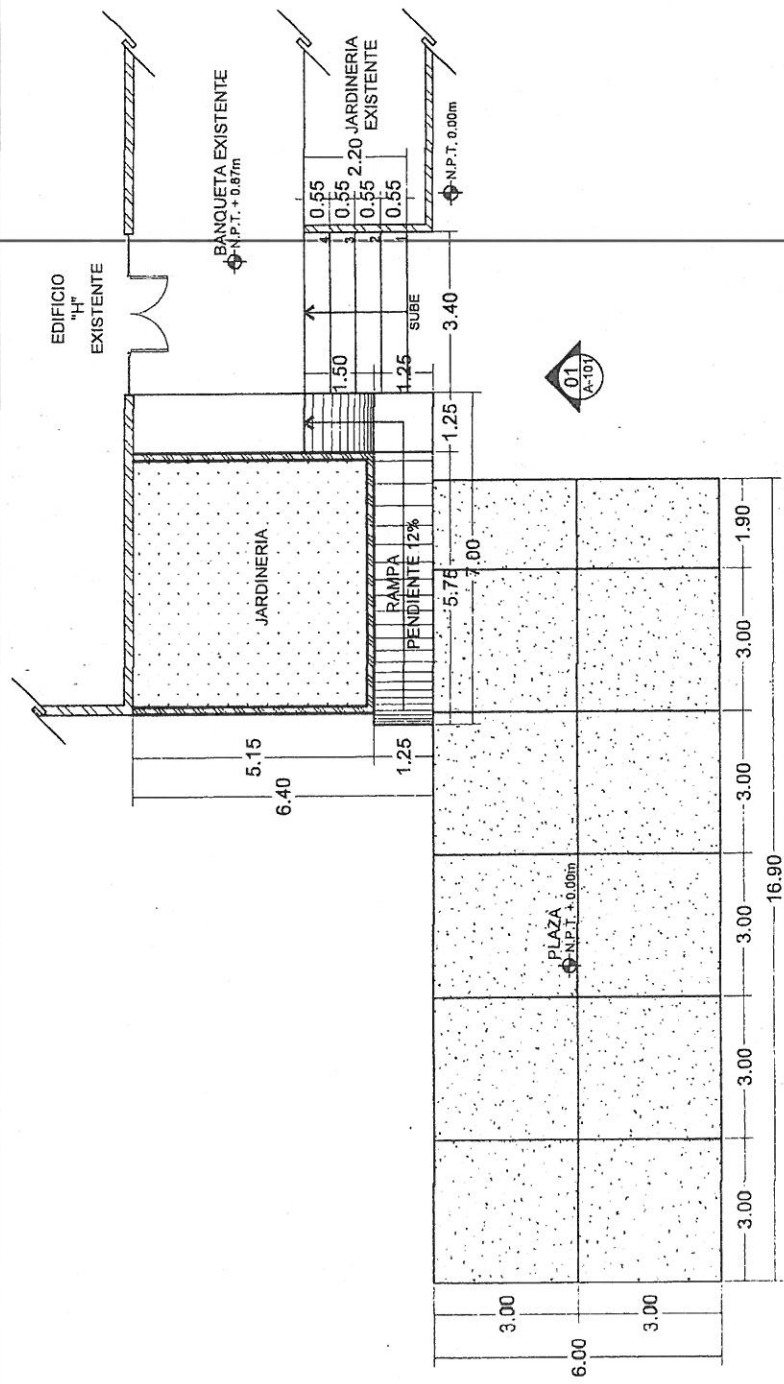 EDIFICIO
"H"
EXISTENTE
BANQUETA EXISTENTE
N.P.T. + 0.87m
JARDINERIA
EXISTENTE
2.20
0.55
0.55
0.55
0.55
4
3
2
1
N.P.T. 0.00m
SUBE
3.40
1.50
1.25
1.25
01
A-101
JARDINERIA
RAMPA
PENDIENTE 12%
5.75
7.00
5.15
1.25
6.40
PLAZA
N.P.T. + 0.00m
3.00
3.00
3.00
3.00
3.00
1.90
16.90
3.00
3.00
6.00